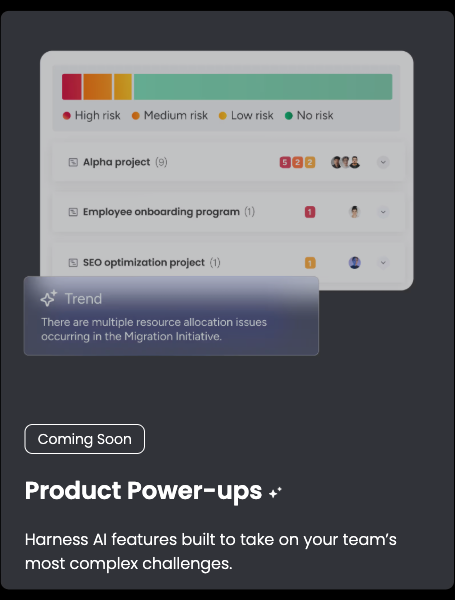 High risk Medium risk Low risk No risk
Alpha project (9) 5 2 2
Employee onboarding program (1) 1
SEO optimization project (1) 1
Trend
There are multiple resource allocation issues
occurring in the Migration Initiative.
Coming Soon
Product Power-ups
Harness AI features built to take on your team’s
most complex challenges.